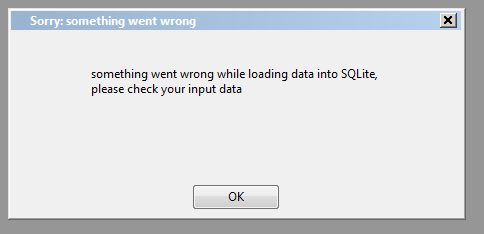 Sorry: something went wrong
something went wrong while loading data into SQLite,
please check your input data
OK